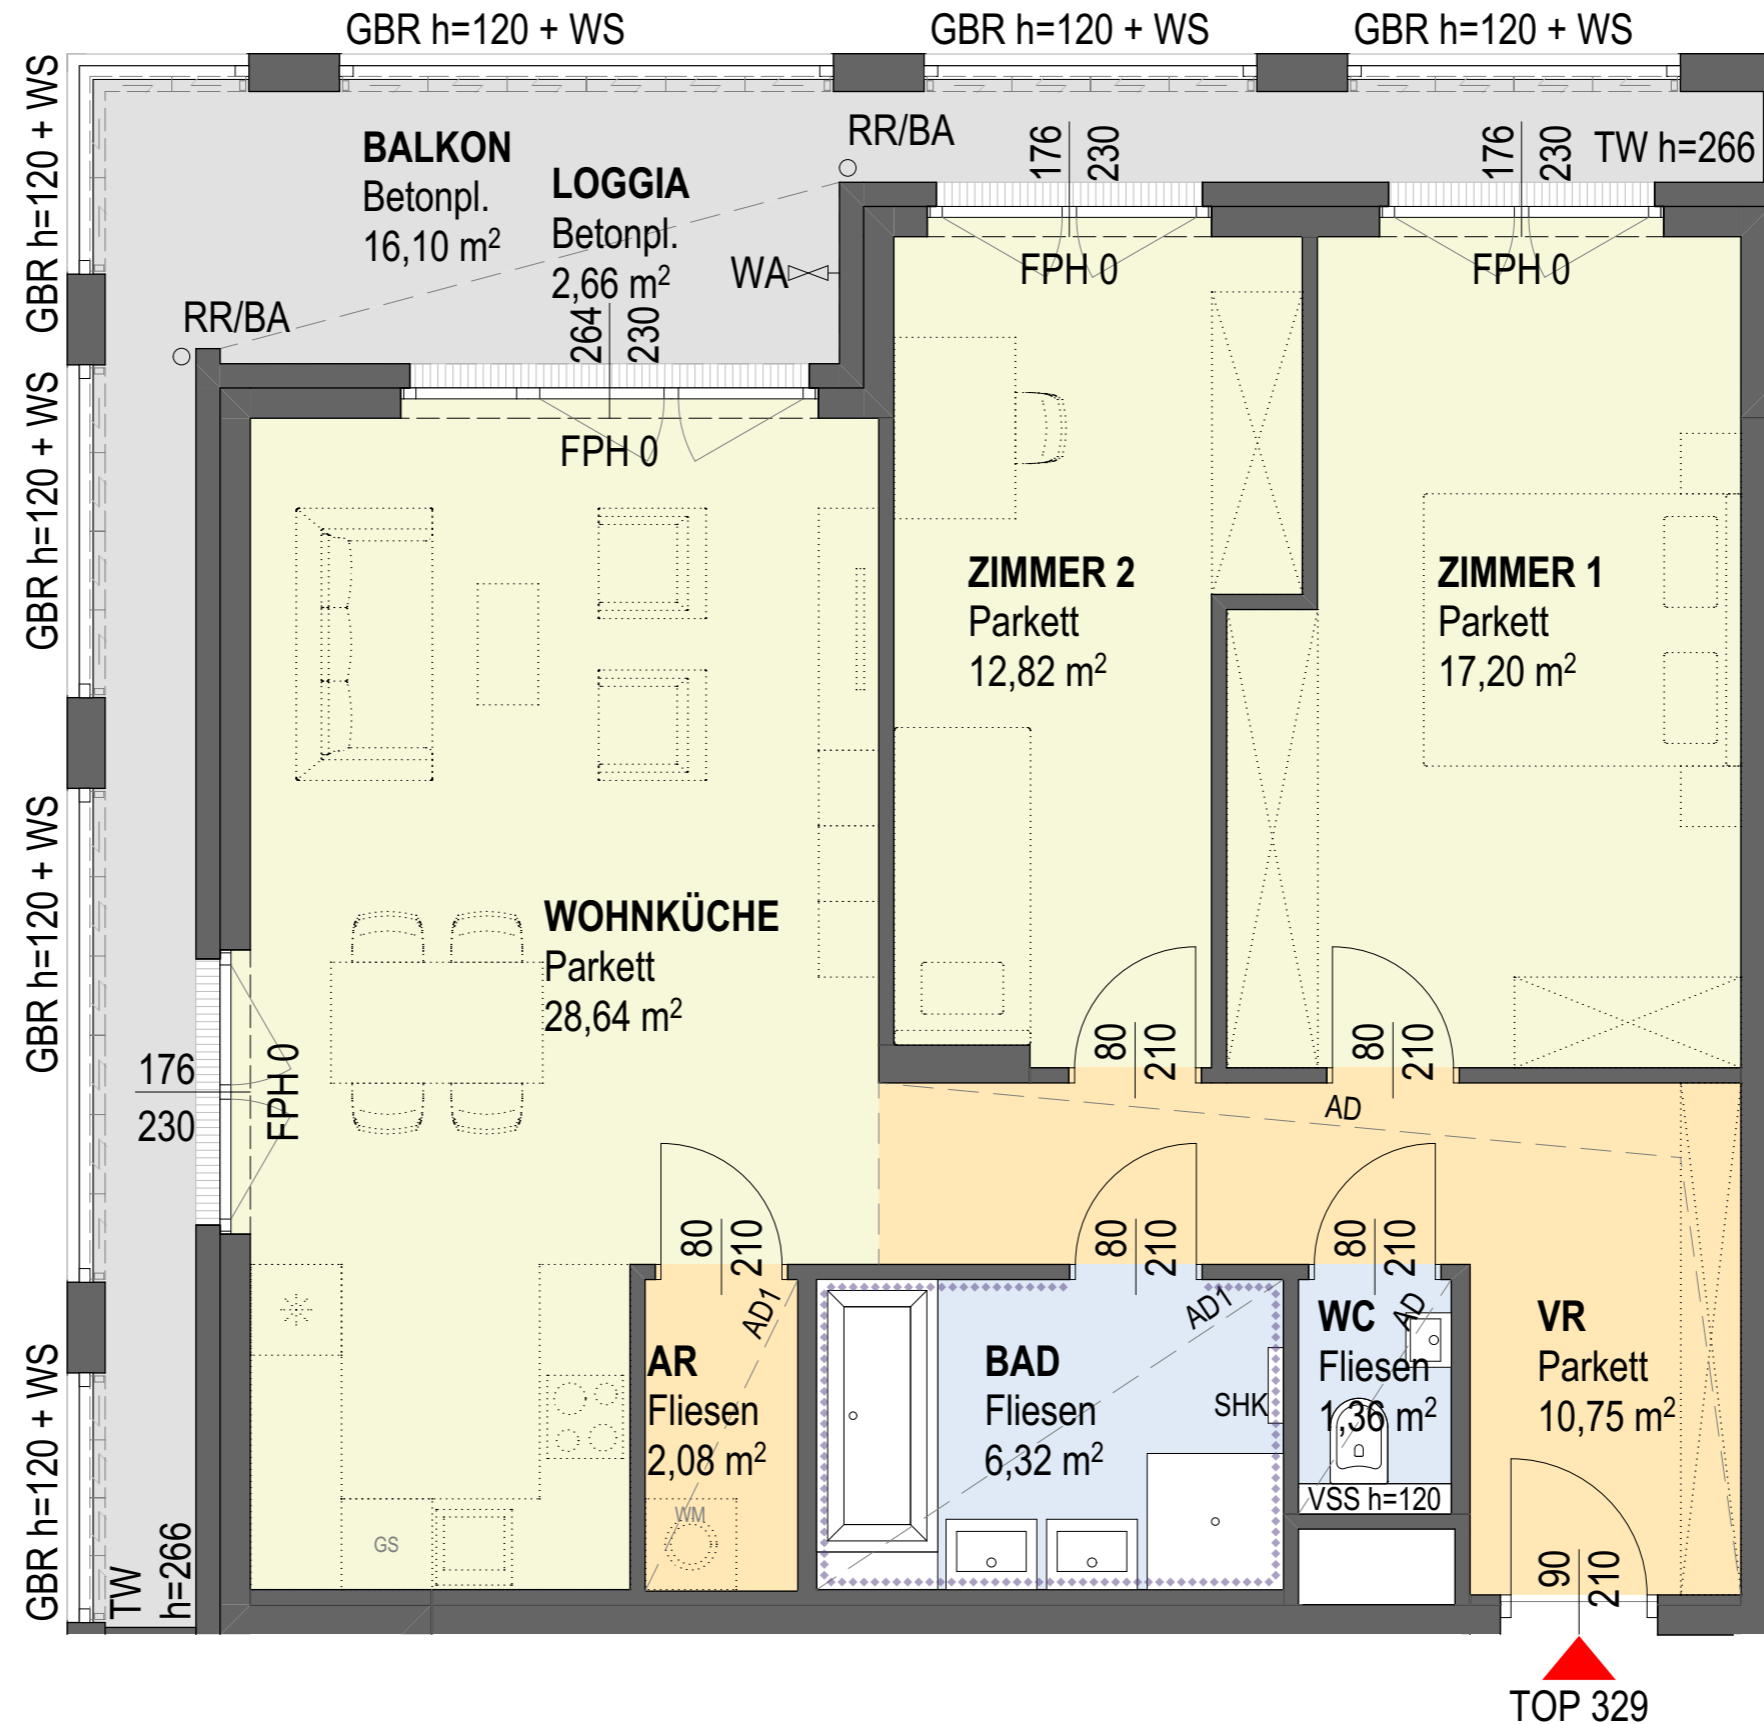 GBR h=120 + WS
GBR h=120 + WS
GBR h=120 + WS
GBR h=120 + WS
GBR h=120 + WS
GBR h=120 + WS
GBR h=120 + WS
BALKON
Betonpl.
16,10 m²
LOGGIA
Betonpl.
2,66 m²
RR/BA
RR/BA
WA
176
230
176
230
TW h=266
264
230
FPH 0
FPH 0
FPH 0
ZIMMER 2
Parkett
12,82 m²
ZIMMER 1
Parkett
17,20 m²
WOHNKÜCHE
Parkett
28,64 m²
176
230
FPH 0
80
210
80
210
AD
80
210
80
210
80
210
AR
Fliesen
2,08 m²
AD1
WM
BAD
Fliesen
6,32 m²
AD1
SHK
WC
Fliesen
1,36 m²
AD
VSS h=120
VR
Parkett
10,75 m²
GS
TW
h=266
90
210
TOP 329